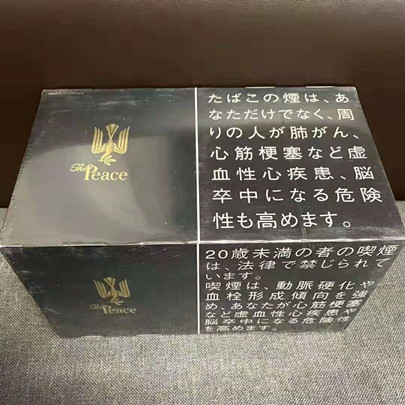 The
Peace
たばこの煙は、あ
なただけでなく、周
りの人が肺がん、
心筋梗塞など虚
血性心疾患、脳
卒中になる危険
性も高めます。
The
Peace
20歳未満の者の喫煙
は、法律で禁じられて
います。
喫煙は、動脈硬化や
血栓形成傾向を強
め、あなたが心筋梗塞
など虚血性心疾患や
脳卒中になる危険性
を高めます。